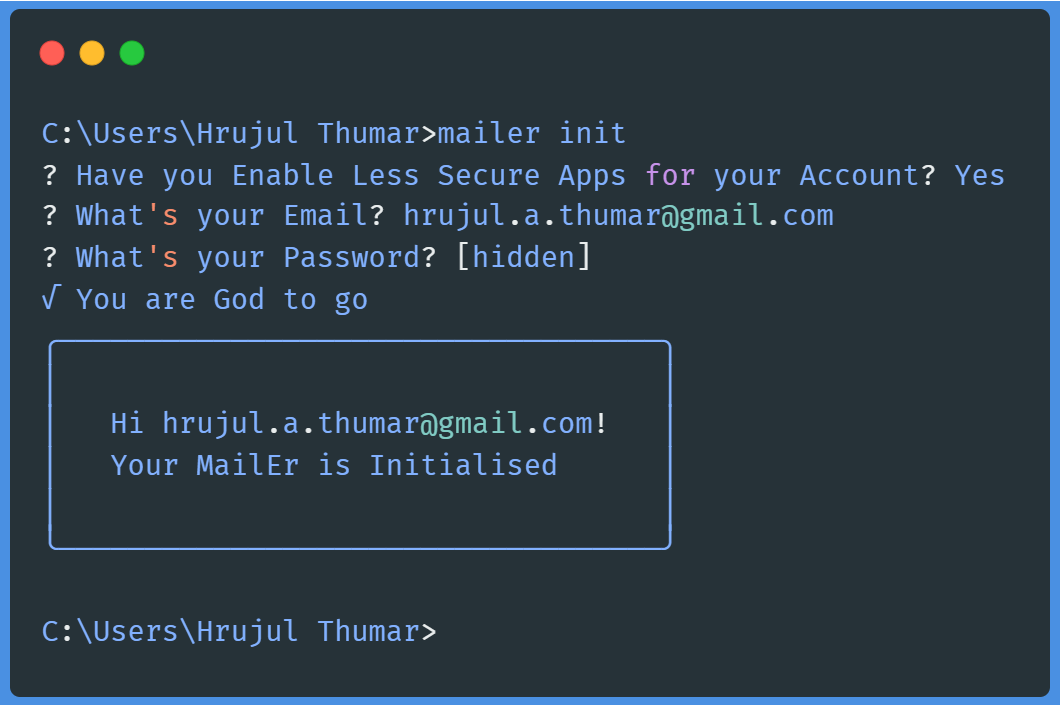 C:\Users\Hrujul Thumar>mailer init
? Have you Enable Less Secure Apps for your Account? Yes
? What's your Email? hrujul.a.thumar@gmail.com
? What's your Password? [hidden]
√ You are God to go
Hi hrujul.a.thumar@gmail.com!
Your MailEr is Initialised
C:\Users\Hrujul Thumar>